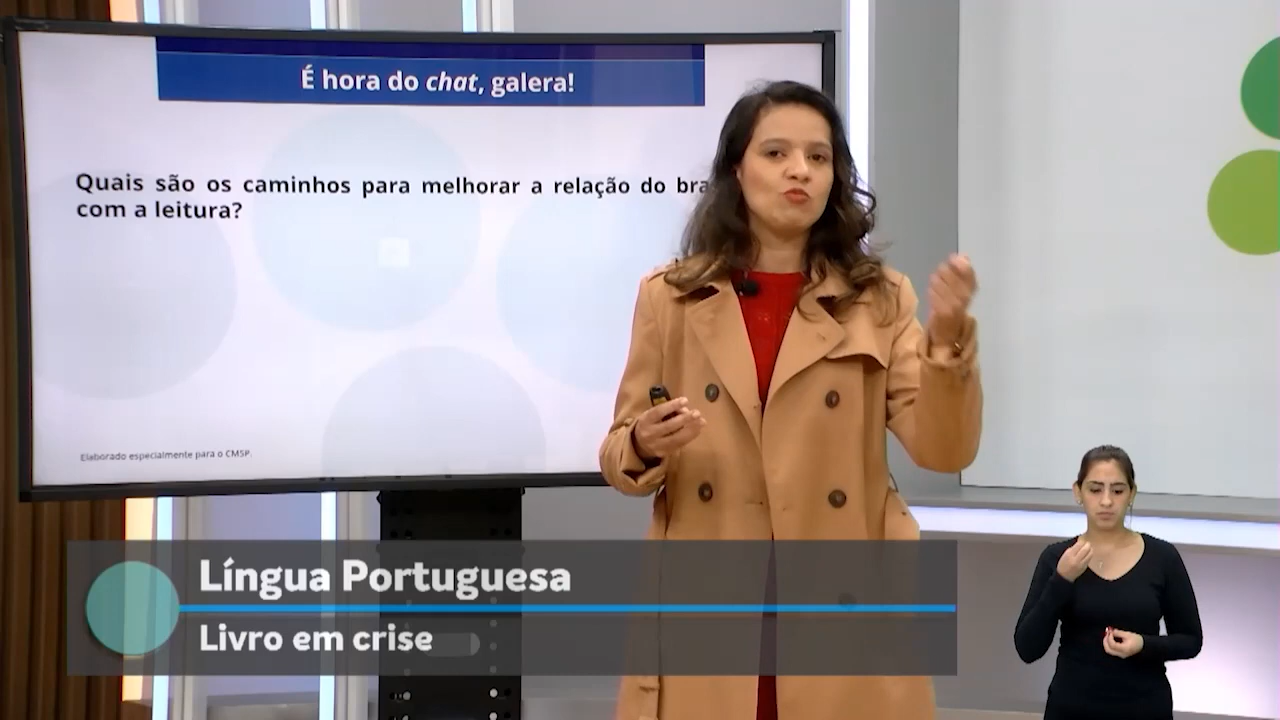 É hora do chat, galera!
Quais são os caminhos para melhorar a relação do bra
com a leitura?
Elaborado especialmente para o CMSP.
Língua Portuguesa
Livro em crise